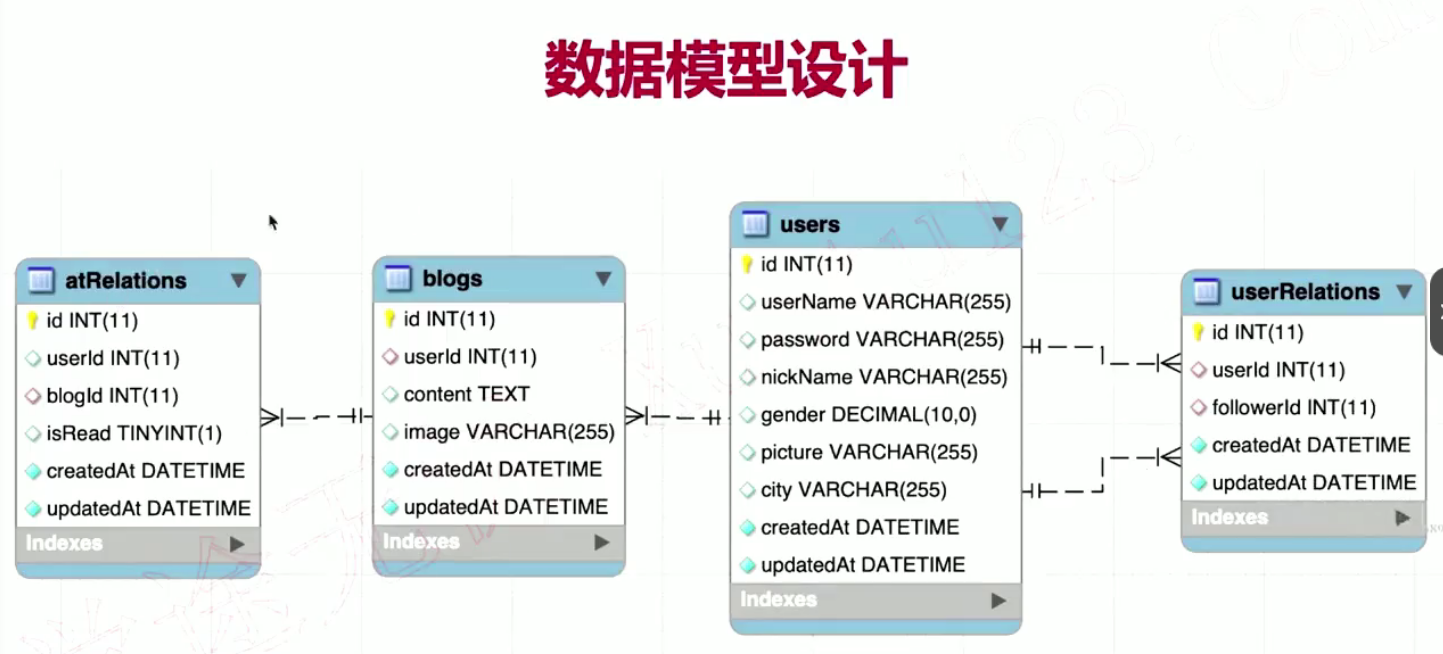 数据模型设计
atRelations
id INT(11)
userId INT(11)
blogId INT(11)
isRead TINYINT(1)
createdAt DATETIME
updatedAt DATETIME
Indexes
blogs
id INT(11)
userId INT(11)
content TEXT
image VARCHAR(255)
createdAt DATETIME
updatedAt DATETIME
Indexes
users
id INT(11)
userName VARCHAR(255)
password VARCHAR(255)
nickName VARCHAR(255)
gender DECIMAL(10,0)
picture VARCHAR(255)
city VARCHAR(255)
createdAt DATETIME
updatedAt DATETIME
Indexes
userRelations
id INT(11)
userId INT(11)
followerId INT(11)
createdAt DATETIME
updatedAt DATETIME
Indexes